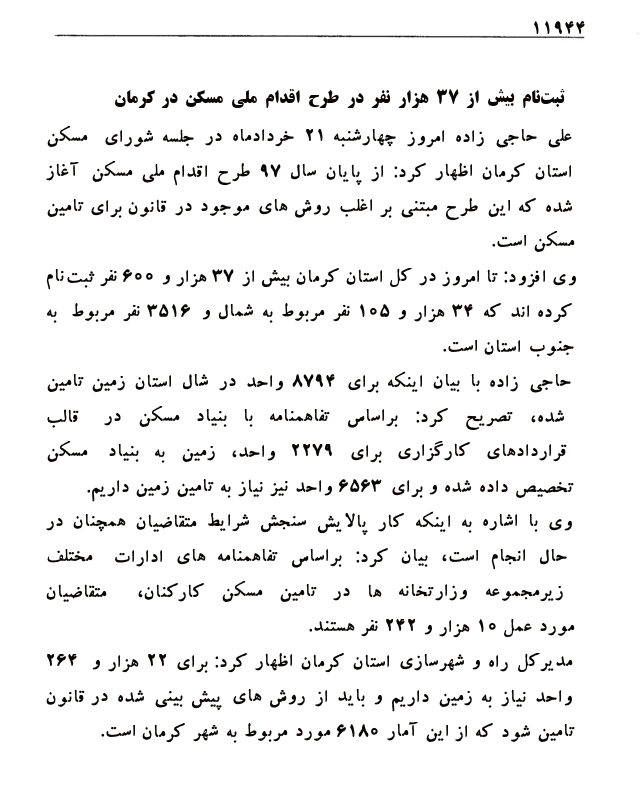 ۱۱۹۴۴
ثبت‌نام بیش از ۳۷ هزار نفر در طرح اقدام ملی مسکن در کرمان
علی حاجی زاده امروز چهارشنبه ۲۱ خردادماه در جلسه شورای مسکن
استان کرمان اظهار کرد: از پایان سال ۹۷ طرح اقدام ملی مسکن آغاز
شده که این طرح مبتنی بر اغلب روش های موجود در قانون برای تامین
مسکن است.
وی افزود: تا امروز در کل استان کرمان بیش از ۳۷ هزار و ۶۰۰ نفر ثبت نام
کرده اند که ۳۴ هزار و ۱۰۵ نفر مربوط به شمال و ۳۵۱۶ نفر مربوط به
جنوب استان است.
حاجی زاده با بیان اینکه برای ۸۷۹۴ واحد در شال استان زمین تامین
شده، تصریح کرد: براساس تفاهمنامه با بنیاد مسکن در قالب
قراردادهای کارگزاری برای ۲۲۷۹ واحد، زمین به بنیاد مسکن
تخصیص داده شده و برای ۶۵۶۳ واحد نیز نیاز به تامین زمین داریم.
وی با اشاره به اینکه کار پالایش سنجش شرایط متقاضیان همچنان در
حال انجام است، بیان کرد: براساس تفاهمنامه های ادارات مختلف
زیرمجموعه وزارتخانه ها در تامین مسکن کارکنان، متقاضیان
مورد عمل ۱۰ هزار و ۲۴۲ نفر هستند.
مدیرکل راه و شهرسازی استان کرمان اظهار کرد: برای ۲۲ هزار و ۲۶۴
واحد نیاز به زمین داریم و باید از روش های پیش بینی شده در قانون
تامین شود که از این آمار ۶۱۸۰ مورد مربوط به شهر کرمان است.